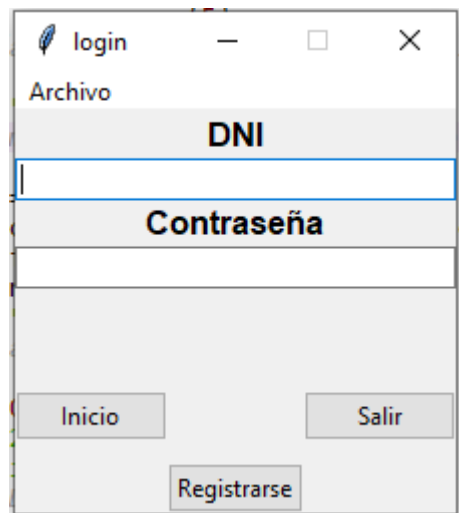 login
Archivo
DNI
Contraseña
Inicio Salir
Registrarse